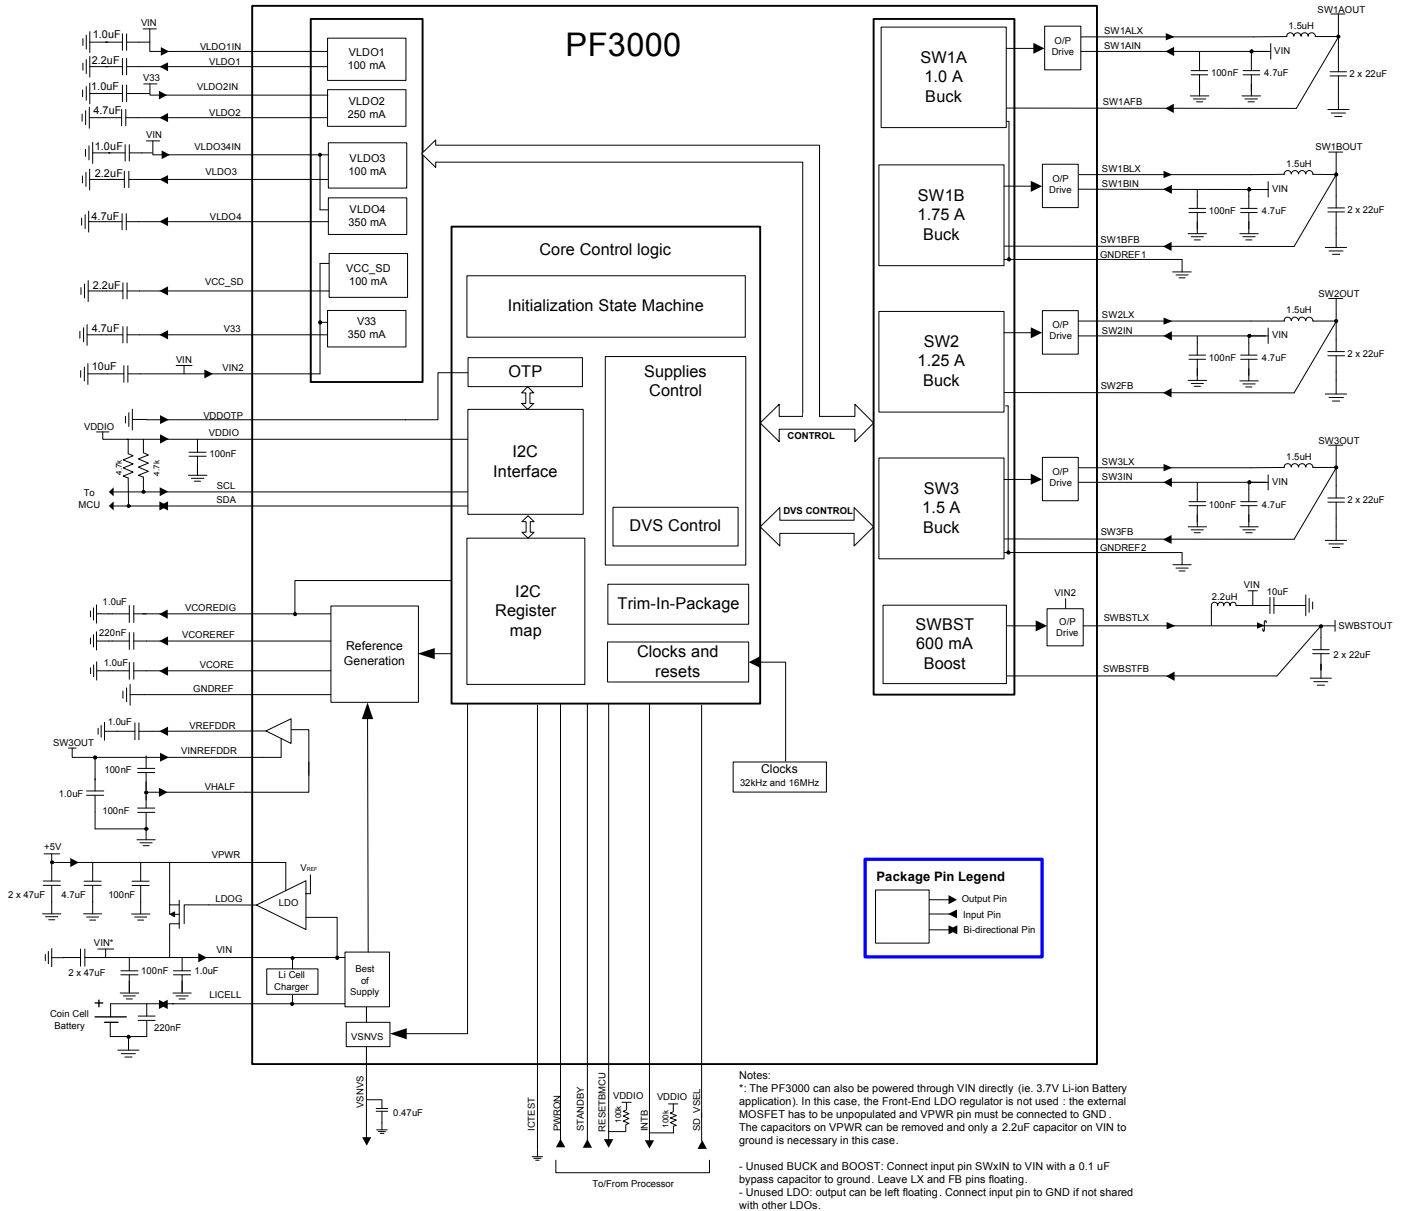 PF3000
VIN
1.0uF
VLDO1IN
2.2uF
VLDO1
VLDO1
100 mA
V33
1.0uF
VLDO2IN
4.7uF
VLDO2
VLDO2
250 mA
VIN
1.0uF
VLDO34IN
2.2uF
VLDO3
VLDO3
100 mA
4.7uF
VLDO4
VLDO4
350 mA
2.2uF
VCC_SD
VCC_SD
100 mA
4.7uF
V33
V33
350 mA
10uF
VIN
VIN2
VDDOTP
VDDIO
VDDIO
100nF
4.7k
4.7k
To
MCU
SCL
SDA
Core Control logic
Initialization State Machine
OTP
I2C
Interface
I2C
Register
map
Supplies
Control
DVS Control
Trim-In-Package
Clocks and
resets
Clocks
32kHz and 16MHz
CONTROL
DVS CONTROL
SW1A
1.0 A
Buck
O/P
Drive
SW1ALX
SW1AIN
SW1AFB
1.5uH
SW1AOUT
VIN
100nF
4.7uF
2 x 22uF
SW1B
1.75 A
Buck
O/P
Drive
SW1BLX
SW1BIN
SW1BFB
GNDREF1
1.5uH
SW1BOUT
VIN
100nF
4.7uF
2 x 22uF
SW2
1.25 A
Buck
O/P
Drive
SW2LX
SW2IN
SW2FB
1.5uH
SW2OUT
VIN
100nF
4.7uF
2 x 22uF
SW3
1.5 A
Buck
O/P
Drive
SW3LX
SW3IN
SW3FB
GNDREF2
1.5uH
SW3OUT
VIN
100nF
4.7uF
2 x 22uF
SWBST
600 mA
Boost
VIN2
O/P
Drive
SWBSTLX
SWBSTFB
2.2uH
VIN
10uF
SWBSTOUT
2 x 22uF
1.0uF
VCOREDIG
220nF
VCOREREF
1.0uF
VCORE
GNDREF
Reference
Generation
1.0uF
VREFDDR
SW3OUT
VINREFDDR
100nF
1.0uF
VHALF
100nF
+5V
VPWR
2 x 47uF
4.7uF
100nF
LDOG
LDO
VREF
VIN*
VIN
2 x 47uF
100nF
1.0uF
Li Cell
Charger
Best
of
Supply
LICELL
+
Coin Cell
Battery
220nF
VSNVS
VSNVS
0.47uF
ICTEST
PWRON
STANDBY
RESETBMCU
VDDIO
100k
INTB
VDDIO
100k
SD_VSEL
To/From Processor
Package Pin Legend
Output Pin
Input Pin
Bi-directional Pin
Notes:
*: The PF3000 can also be powered through VIN directly (ie. 3.7V Li-ion Battery
application). In this case, the Front-End LDO regulator is not used : the external
MOSFET has to be unpopulated and VPWR pin must be connected to GND .
The capacitors on VPWR can be removed and only a 2.2uF capacitor on VIN to
ground is necessary in this case.
- Unused BUCK and BOOST: Connect input pin SWxIN to VIN with a 0.1 uF
bypass capacitor to ground. Leave LX and FB pins floating.
- Unused LDO: output can be left floating. Connect input pin to GND if not shared
with other LDOs.